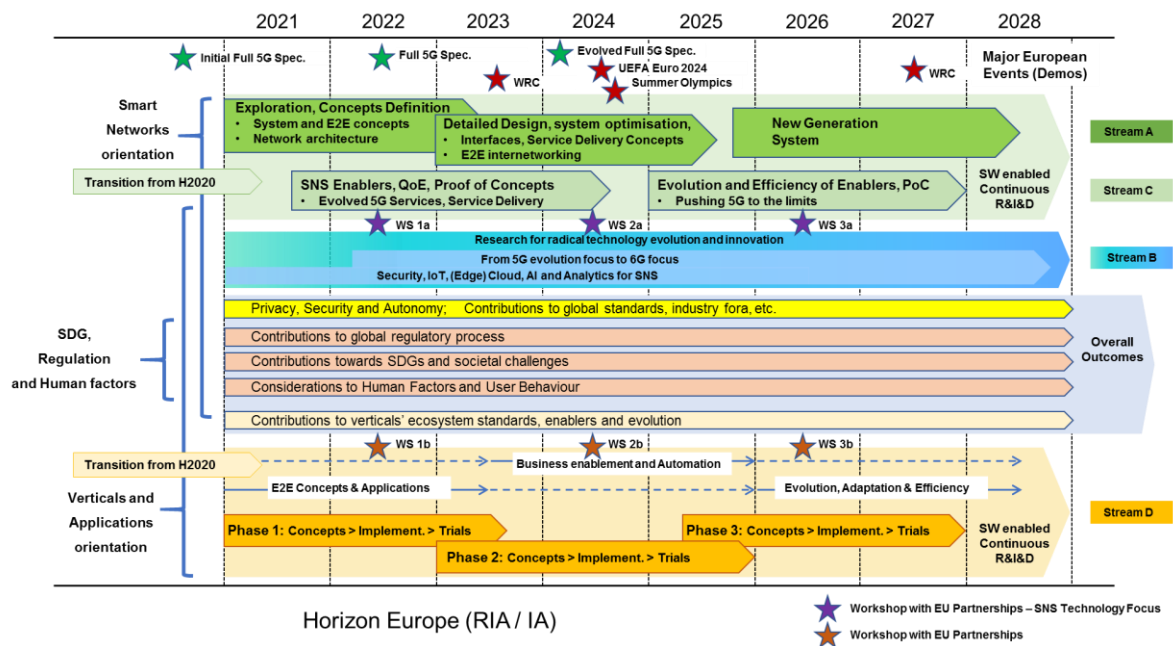 2021 2022 2023 2024 2025 2026 2027 2028
Initial Full 5G Spec.
Full 5G Spec.
Evolved Full 5G Spec.
UEFA Euro 2024
Summer Olympics
WRC
WRC
Major European
Events (Demos)
Smart
Networks
orientation
Exploration, Concepts Definition
• System and E2E concepts
• Network architecture
Detailed Design, system optimisation,
• Interfaces, Service Delivery Concepts
• E2E internetworking
New Generation
System
Stream A
Transition from H2020
SNS Enablers, QoE, Proof of Concepts
• Evolved 5G Services, Service Delivery
Evolution and Efficiency of Enablers, PoC
• Pushing 5G to the limits
SW enabled
Continuous
R&I&D
Stream C
WS 1a
WS 2a
WS 3a
Research for radical technology evolution and innovation
From 5G evolution focus to 6G focus
Security, IoT, (Edge) Cloud, AI and Analytics for SNS
Stream B
SDG,
Regulation
and Human factors
Privacy, Security and Autonomy; Contributions to global standards, industry fora, etc.
Contributions to global regulatory process
Contributions towards SDGs and societal challenges
Considerations to Human Factors and User Behaviour
Contributions to verticals' ecosystem standards, enablers and evolution
Overall
Outcomes
WS 1b
WS 2b
WS 3b
Transition from H2020
Business enablement and Automation
E2E Concepts & Applications
Evolution, Adaptation & Efficiency
Verticals and
Applications
orientation
Phase 1: Concepts > Implement. > Trials
Phase 2: Concepts > Implement. > Trials
Phase 3: Concepts > Implement. > Trials
SW enabled
Continuous
R&I&D
Stream D
Horizon Europe (RIA / IA)
Workshop with EU Partnerships – SNS Technology Focus
Workshop with EU Partnerships